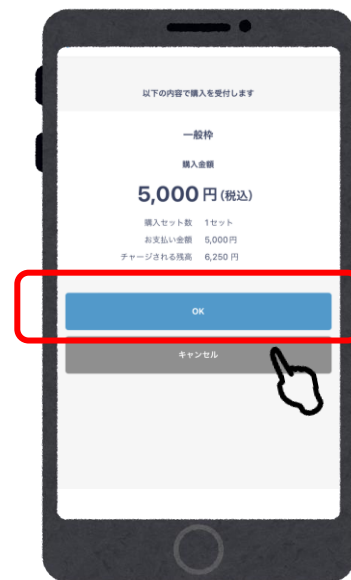 以下の内容で購入を受付します
一般枠
購入金額
5,000 円 (税込)
購入セット数 1セット
お支払い金額 5,000円
チャージされる残高 6,250 円
OK
キャンセル